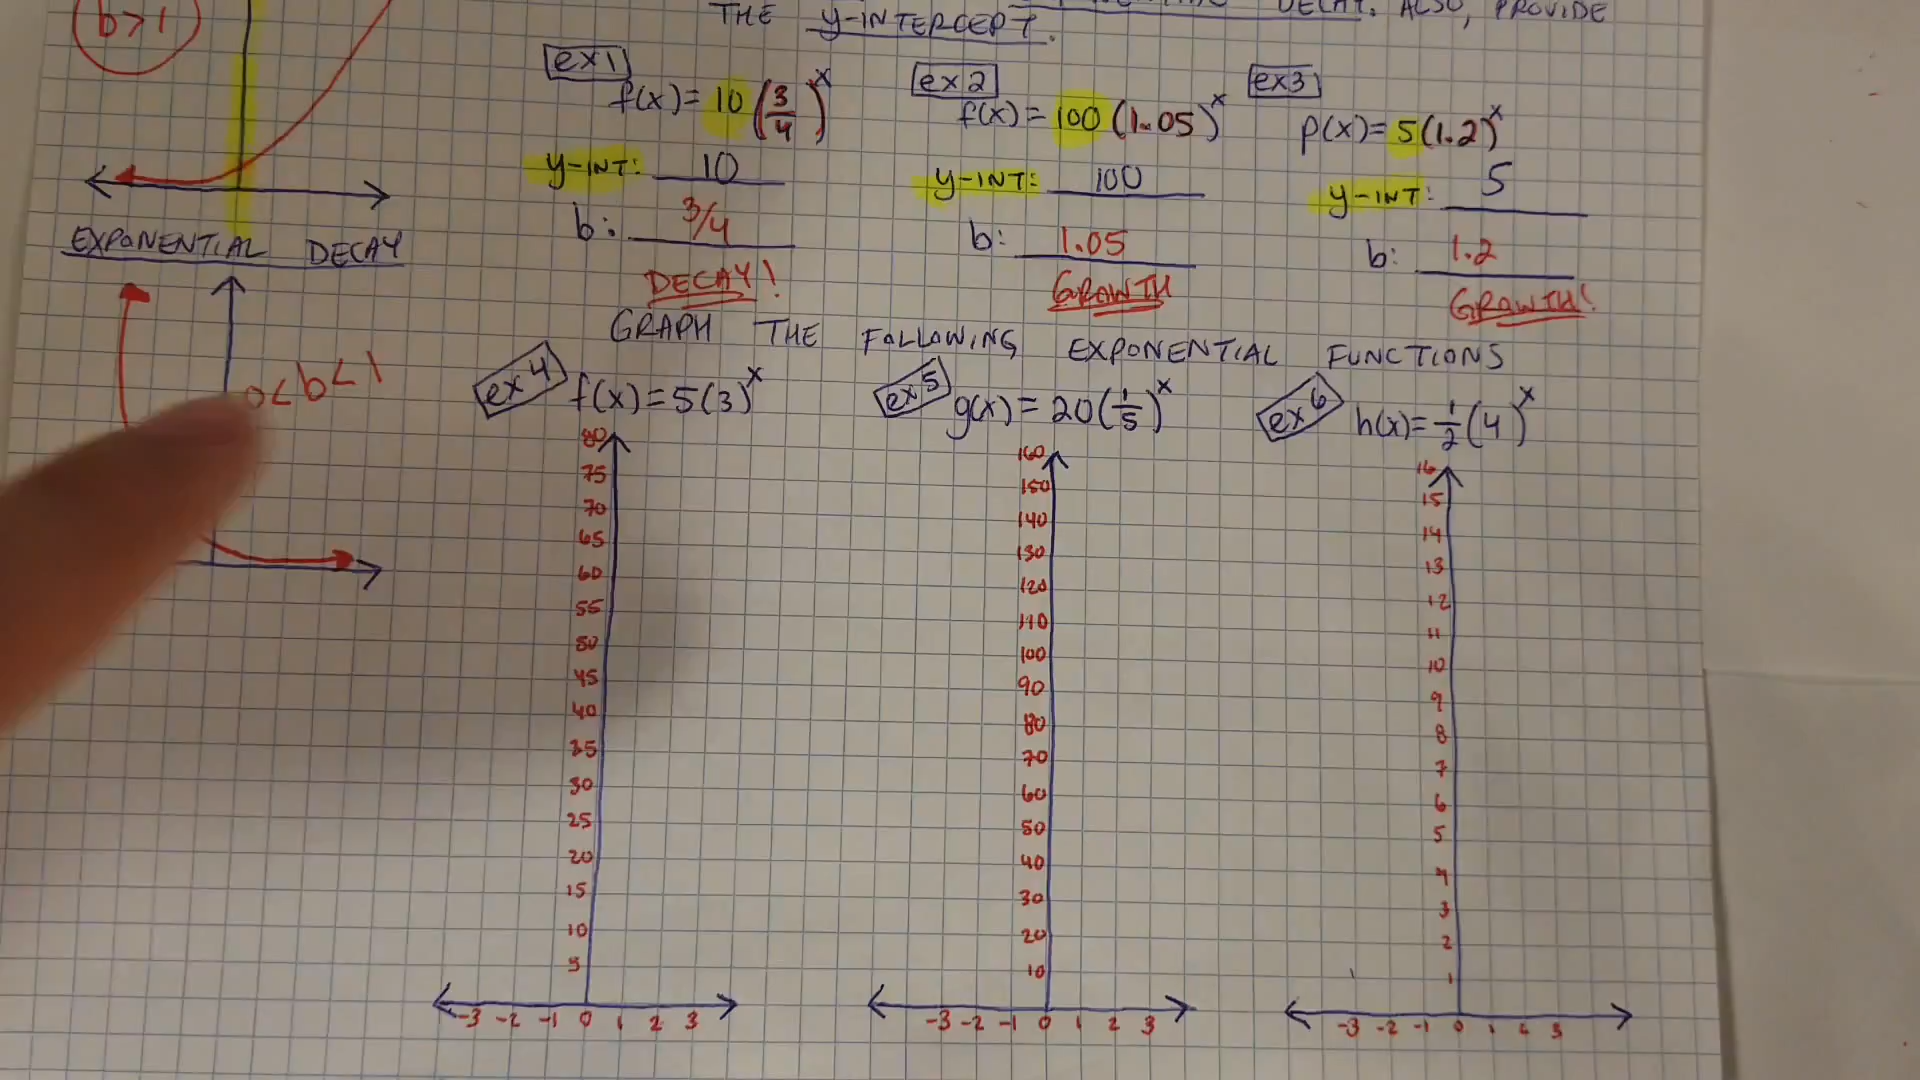 DECAY. ALSO, PROVIDE
THE y-INTERCEPT.
b>1
ex1
f(x)= 10 (3/4)^x
y-INT: 10
b: 3/4
DECAY!
ex2
f(x)= 100 (1.05)^x
y-INT: 100
b: 1.05
GROWTH
ex3
p(x)= 5(1.2)^x
y-INT: 5
b: 1.2
GROWTH!
EXPONENTIAL DECAY
0<b<1
GRAPH THE FOLLOWING EXPONENTIAL FUNCTIONS
ex4
f(x)=5(3)^x
80
75
70
65
60
55
50
45
40
35
30
25
20
15
10
5
-3 -2 -1 0 1 2 3
ex5
g(x)= 20(1/5)^x
160
150
140
130
120
110
100
90
80
70
60
50
40
30
20
10
-3 -2 -1 0 1 2 3
ex6
h(x)=1/2(4)^x
16
15
14
13
12
11
10
9
8
7
6
5
4
3
2
1
-3 -2 -1 0 1 2 3